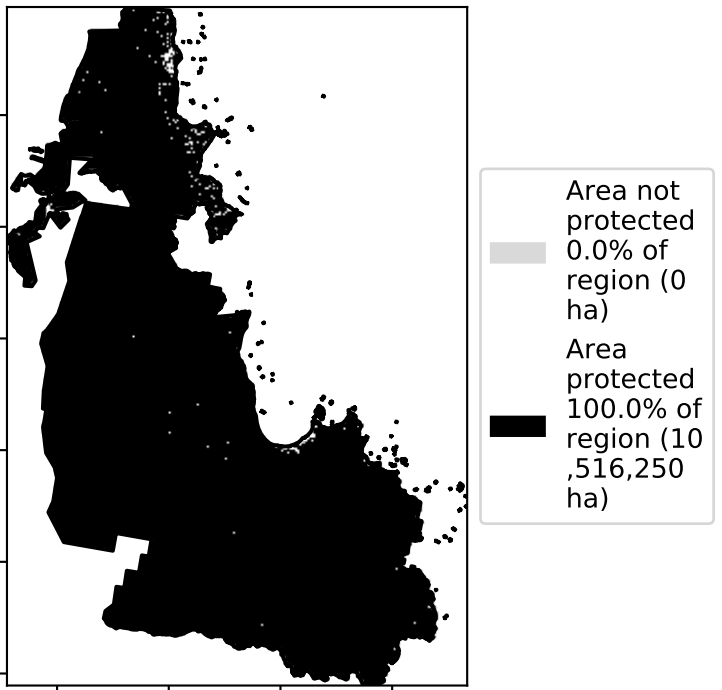 Area not
protected
0.0% of
region (0
ha)
Area
protected
100.0% of
region (10
,516,250
ha)